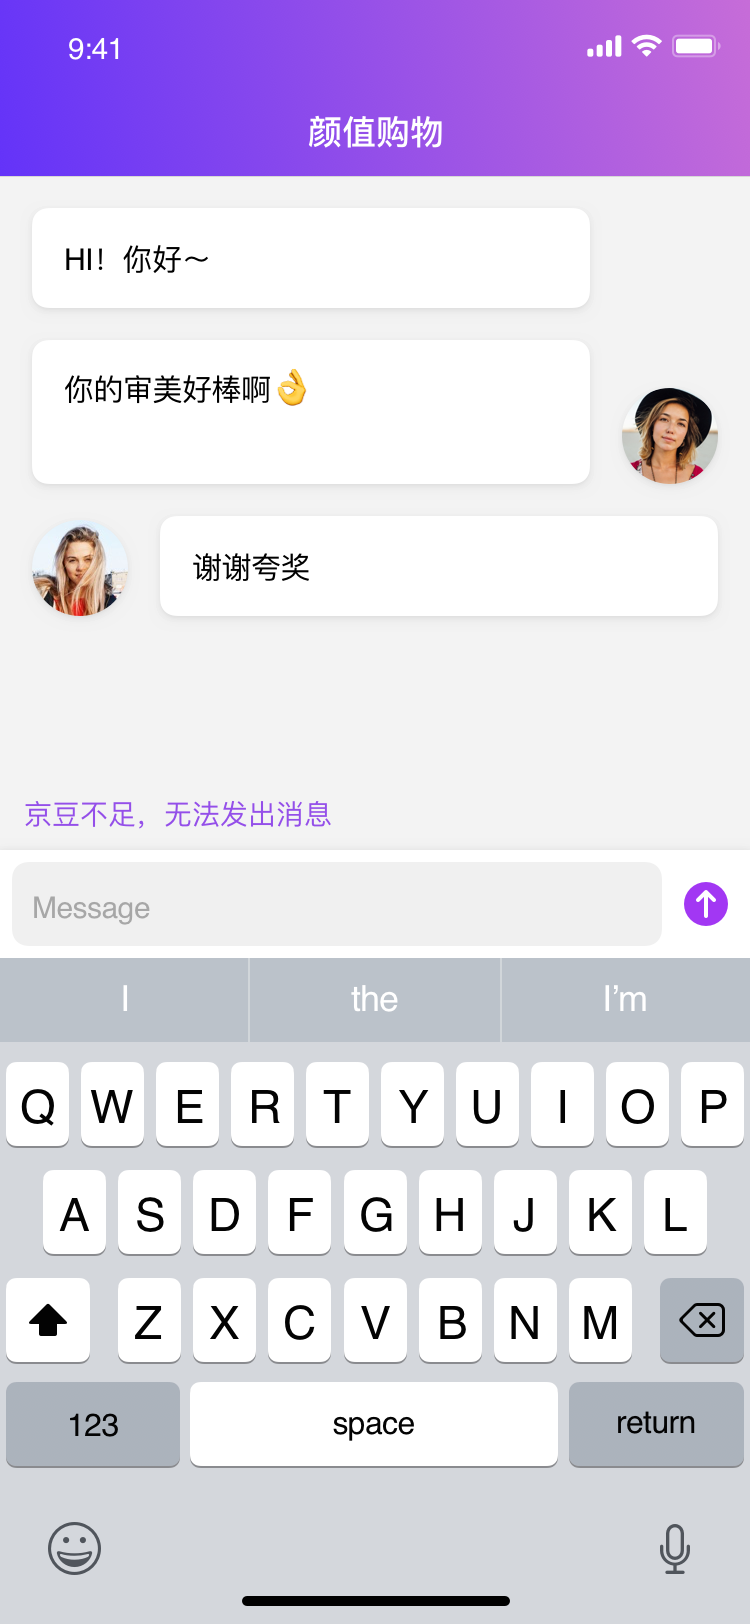 9:41
颜值购物
HI！你好～
你的审美好棒啊👌
谢谢夸奖
京豆不足，无法发出消息
Message
I the I’m
Q W E R T Y U I O P
A S D F G H J K L
Z X C V B N M
123 space return